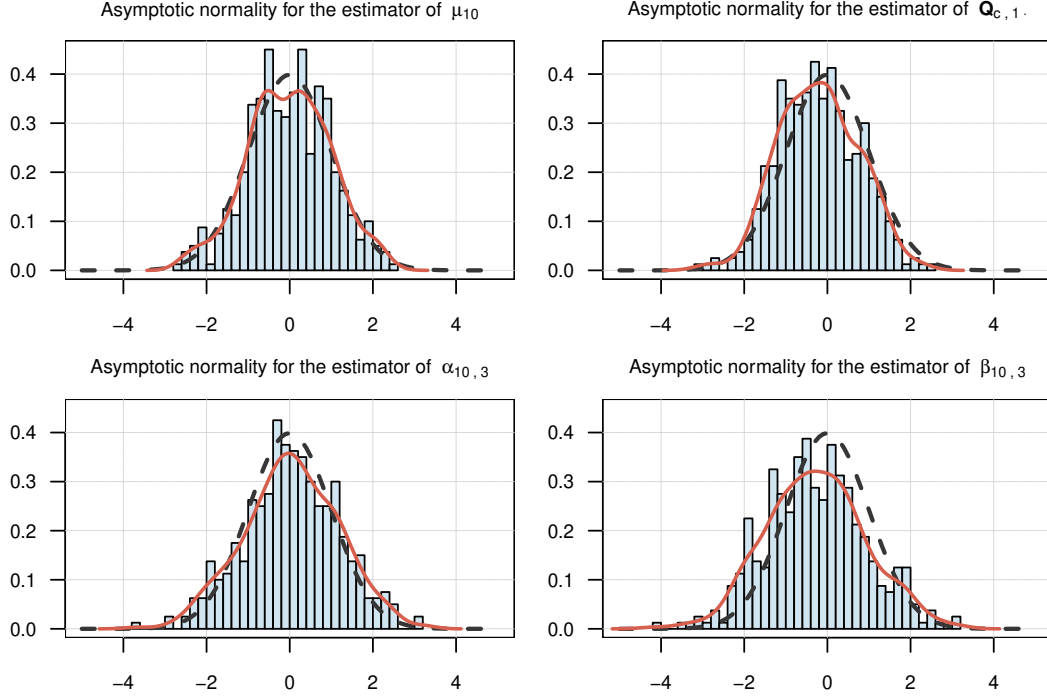 Asymptotic normality for the estimator of μ10
Asymptotic normality for the estimator of Qc , 1 ·
0.4
0.3
0.2
0.1
0.0
−4 −2 0 2 4
0.4
0.3
0.2
0.1
0.0
−4 −2 0 2 4
Asymptotic normality for the estimator of α10 , 3
Asymptotic normality for the estimator of β10 , 3
0.4
0.3
0.2
0.1
0.0
−4 −2 0 2 4
0.4
0.3
0.2
0.1
0.0
−4 −2 0 2 4